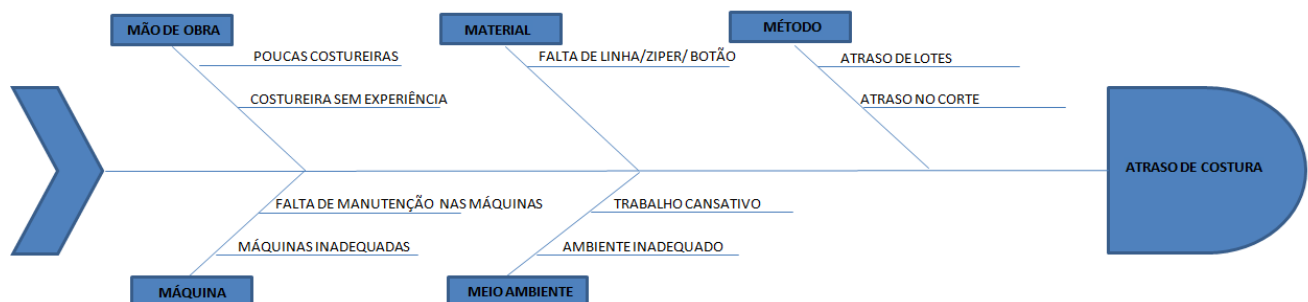 MÃO DE OBRA
POUCAS COSTUREIRAS
COSTUREIRA SEM EXPERIÊNCIA
MATERIAL
FALTA DE LINHA/ZIPER/ BOTÃO
MÉTODO
ATRASO DE LOTES
ATRASO NO CORTE
ATRASO DE COSTURA
FALTA DE MANUTENÇÃO NAS MÁQUINAS
MÁQUINAS INADEQUADAS
MÁQUINA
TRABALHO CANSATIVO
AMBIENTE INADEQUADO
MEIO AMBIENTE